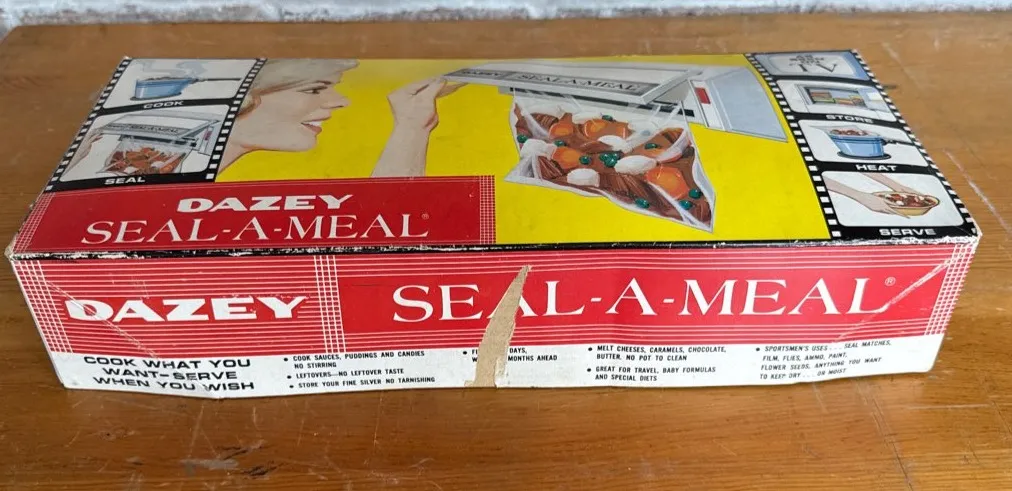 COOK
SEAL
DAZEY SEAL-A-MEAL
TV
STORE
HEAT
SERVE
DAZEY
SEAL-A-MEAL®
DAZEY
SEAL-A-MEAL®
COOK WHAT YOU
WANT-SERVE
WHEN YOU WISH
• COOK SAUCES, PUDDINGS AND CANDIES
NO STIRRING
• LEFTOVERS—NO LEFTOVER TASTE
• STORE YOUR FINE SILVER NO TARNISHING
DAYS,
MONTHS AHEAD
• MELT CHEESES, CARAMELS, CHOCOLATE,
BUTTER, NO POT TO CLEAN
• GREAT FOR TRAVEL, BABY FORMULAS
AND SPECIAL DIETS
• SPORTSMEN'S USES . . . SEAL MATCHES,
FILM, FLIES, AMMO, PAINT,
FLOWER SEEDS, ANYTHING YOU WANT
TO KEEP DRY . . . OR MOIST